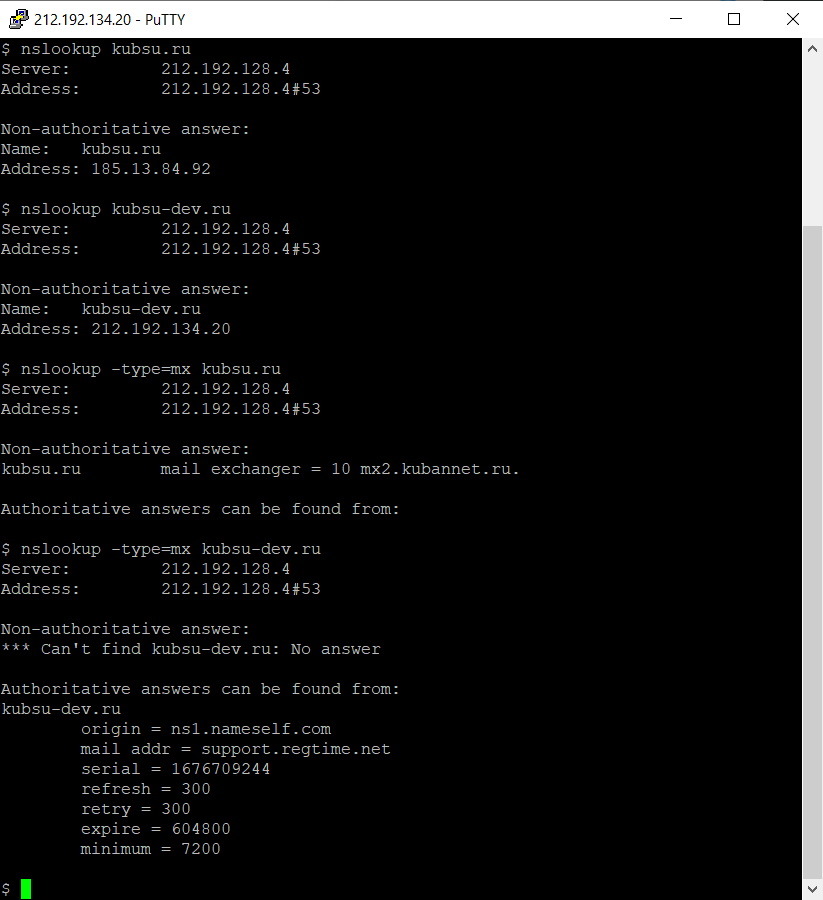 212.192.134.20 - PuTTY
$ nslookup kubsu.ru
Server:         212.192.128.4
Address:        212.192.128.4#53
Non-authoritative answer:
Name:   kubsu.ru
Address: 185.13.84.92
$ nslookup kubsu-dev.ru
Server:         212.192.128.4
Address:        212.192.128.4#53
Non-authoritative answer:
Name:   kubsu-dev.ru
Address: 212.192.134.20
$ nslookup -type=mx kubsu.ru
Server:         212.192.128.4
Address:        212.192.128.4#53
Non-authoritative answer:
kubsu.ru        mail exchanger = 10 mx2.kubannet.ru.
Authoritative answers can be found from:
$ nslookup -type=mx kubsu-dev.ru
Server:         212.192.128.4
Address:        212.192.128.4#53
Non-authoritative answer:
*** Can't find kubsu-dev.ru: No answer
Authoritative answers can be found from:
kubsu-dev.ru
        origin = ns1.nameself.com
        mail addr = support.regtime.net
        serial = 1676709244
        refresh = 300
        retry = 300
        expire = 604800
        minimum = 7200
$